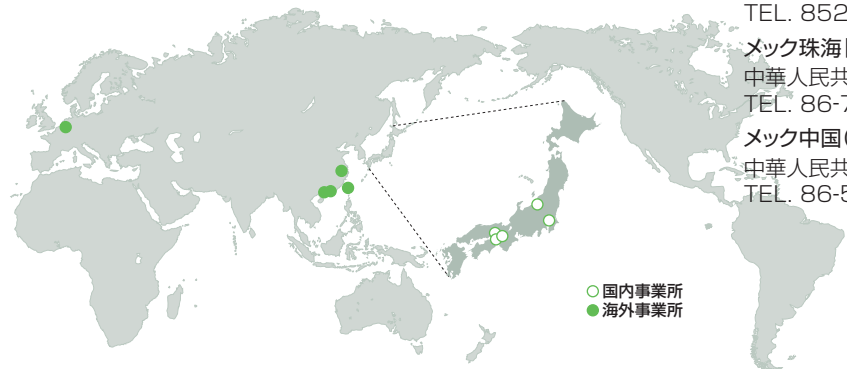 TEL. 852
メック珠海
中華人民共
TEL. 86-7
メック中国(
中華人民共
TEL. 86-5
国内事業所
海外事業所